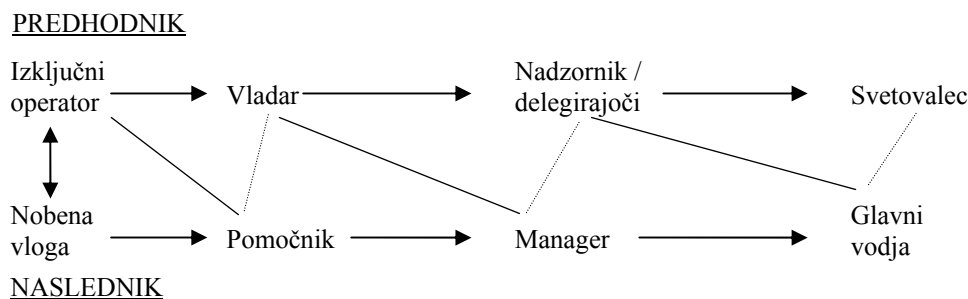 PREDHODNIK
Izključni
operator
Vladar
Nadzornik /
delegirajoči
Svetovalec
Nobena
vloga
Pomočnik
Manager
Glavni
vodja
NASLEDNIK